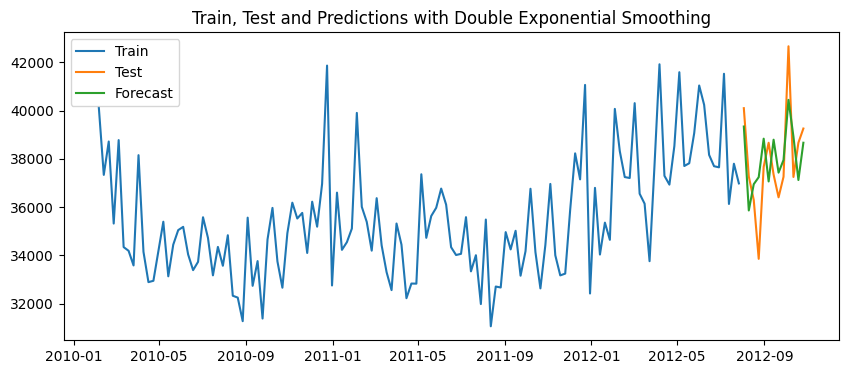 Train, Test and Predictions with Double Exponential Smoothing
Train
Test
Forecast
42000
40000
38000
36000
34000
32000
2010-01 2010-05 2010-09 2011-01 2011-05 2011-09 2012-01 2012-05 2012-09